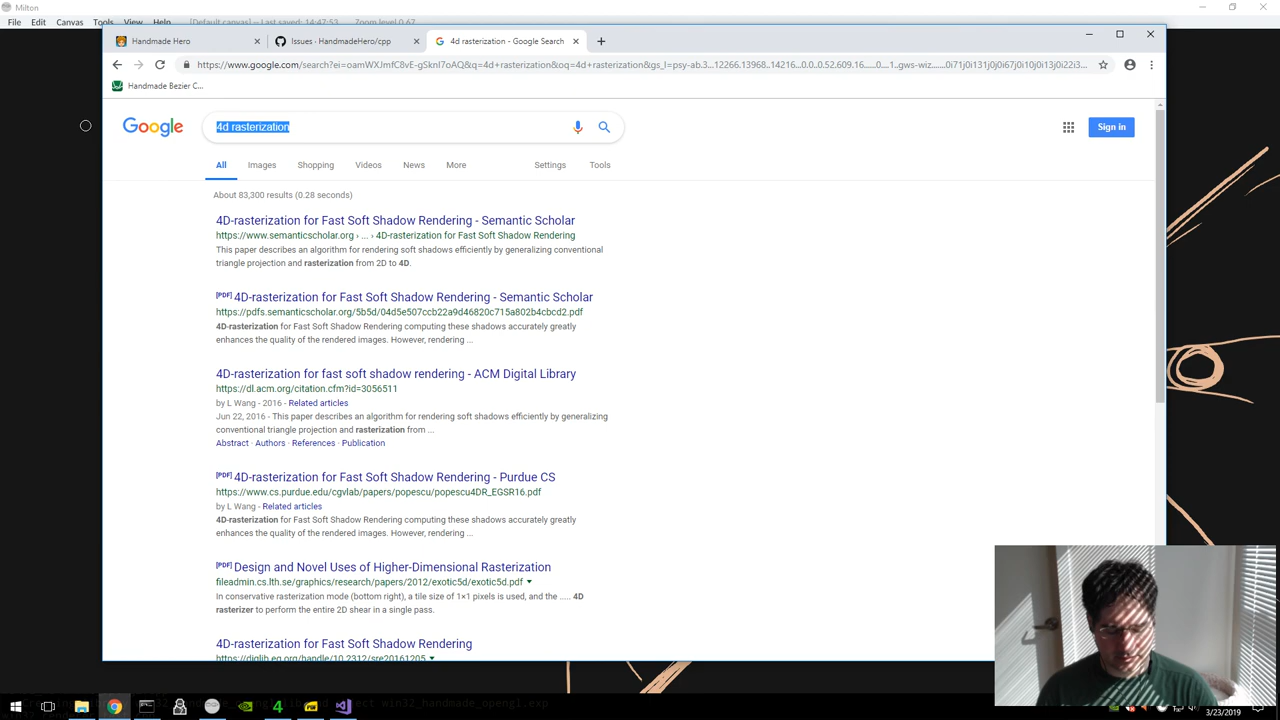 Milton
File Edit Canvas Tools View Help [Default canvas] -- Last saved: 14:47:53 Zoom level 0.67
Handmade Hero
Issues · HandmadeHero/cpp
4d rasterization - Google Search
https://www.google.com/search?ei=oamWXJmfC8vE-gSknI7oAQ&q=4d+rasterization&oq=4d+rasterization&gs_l=psy-ab.3...12266.13968..14216...0.0..0.52.609.16......0....1..gws-wiz.......0i71j0i131j0j0i67j0i10j0i13j0i22i3...
Handmade Bezier C...
Google 4d rasterization
Sign in
All Images Shopping Videos News More Settings Tools
About 83,300 results (0.28 seconds)
4D-rasterization for Fast Soft Shadow Rendering - Semantic Scholar
https://www.semanticscholar.org › ... › 4D-rasterization for Fast Soft Shadow Rendering
This paper describes an algorithm for rendering soft shadows efficiently by generalizing conventional
triangle projection and rasterization from 2D to 4D.
[PDF] 4D-rasterization for Fast Soft Shadow Rendering - Semantic Scholar
https://pdfs.semanticscholar.org/5b5d/04d5e507ccb22a9d46820c715a802b4cbcd2.pdf
4D-rasterization for Fast Soft Shadow Rendering computing these shadows accurately greatly
enhances the quality of the rendered images. However, rendering ...
4D-rasterization for fast soft shadow rendering - ACM Digital Library
https://dl.acm.org/citation.cfm?id=3056511
by L Wang - 2016 - Related articles
Jun 22, 2016 - This paper describes an algorithm for rendering soft shadows efficiently by generalizing
conventional triangle projection and rasterization from ...
Abstract · Authors · References · Publication
[PDF] 4D-rasterization for Fast Soft Shadow Rendering - Purdue CS
https://www.cs.purdue.edu/cgvlab/papers/popescu/popescu4DR_EGSR16.pdf
by L Wang - Related articles
4D-rasterization for Fast Soft Shadow Rendering computing these shadows accurately greatly
enhances the quality of the rendered images. However, rendering ...
[PDF] Design and Novel Uses of Higher-Dimensional Rasterization
fileadmin.cs.lth.se/graphics/research/papers/2012/exotic5d/exotic5d.pdf
In conservative rasterization mode (bottom right), a tile size of 1×1 pixels is used, and the ..... 4D
rasterizer to perform the entire 2D shear in a single pass.
4D-rasterization for Fast Soft Shadow Rendering
https://diglib.eg.org/handle/10.2312/sre20161205
win32_handmade_opengl.exp
3/23/2019